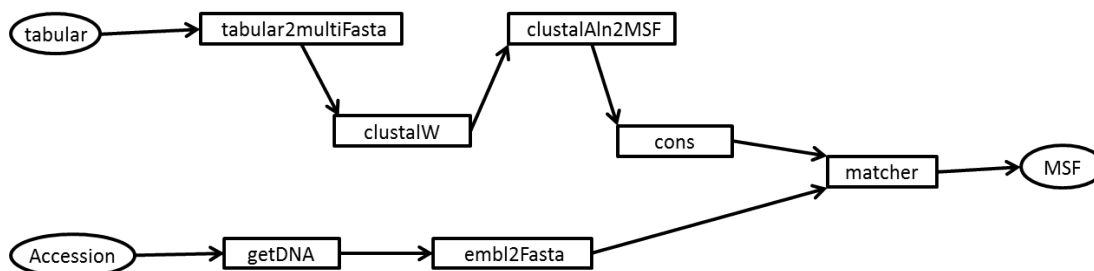 tabular
tabular2multiFasta
clustalAln2MSF
clustalW
cons
matcher
MSF
Accession
getDNA
embl2Fasta